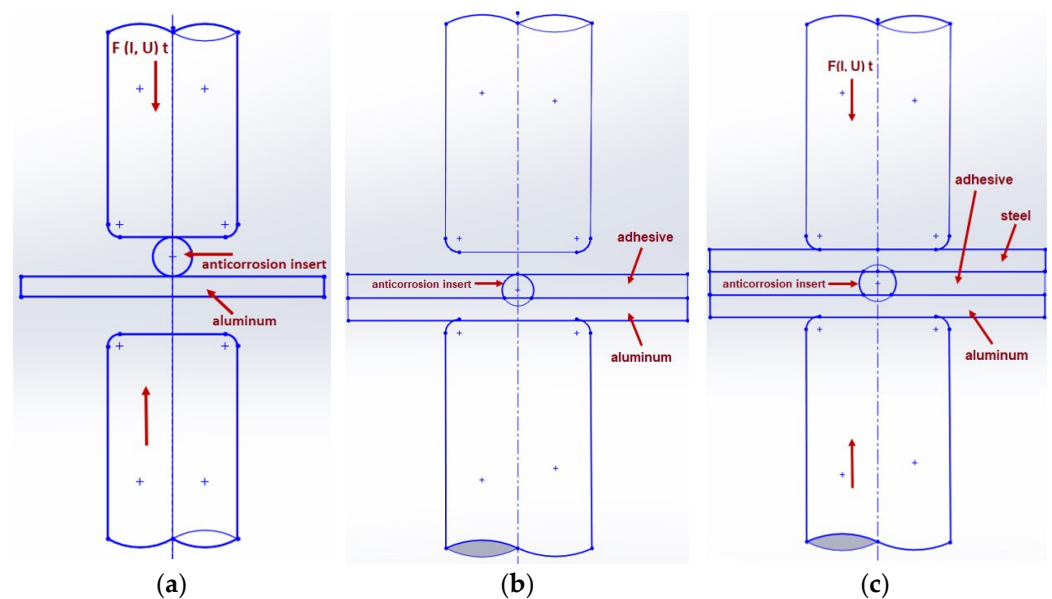 F (I, U) t
anticorrosion insert
aluminum
(a)
adhesive
anticorrosion insert
aluminum
(b)
F(I, U) t
adhesive
steel
anticorrosion insert
aluminum
(c)